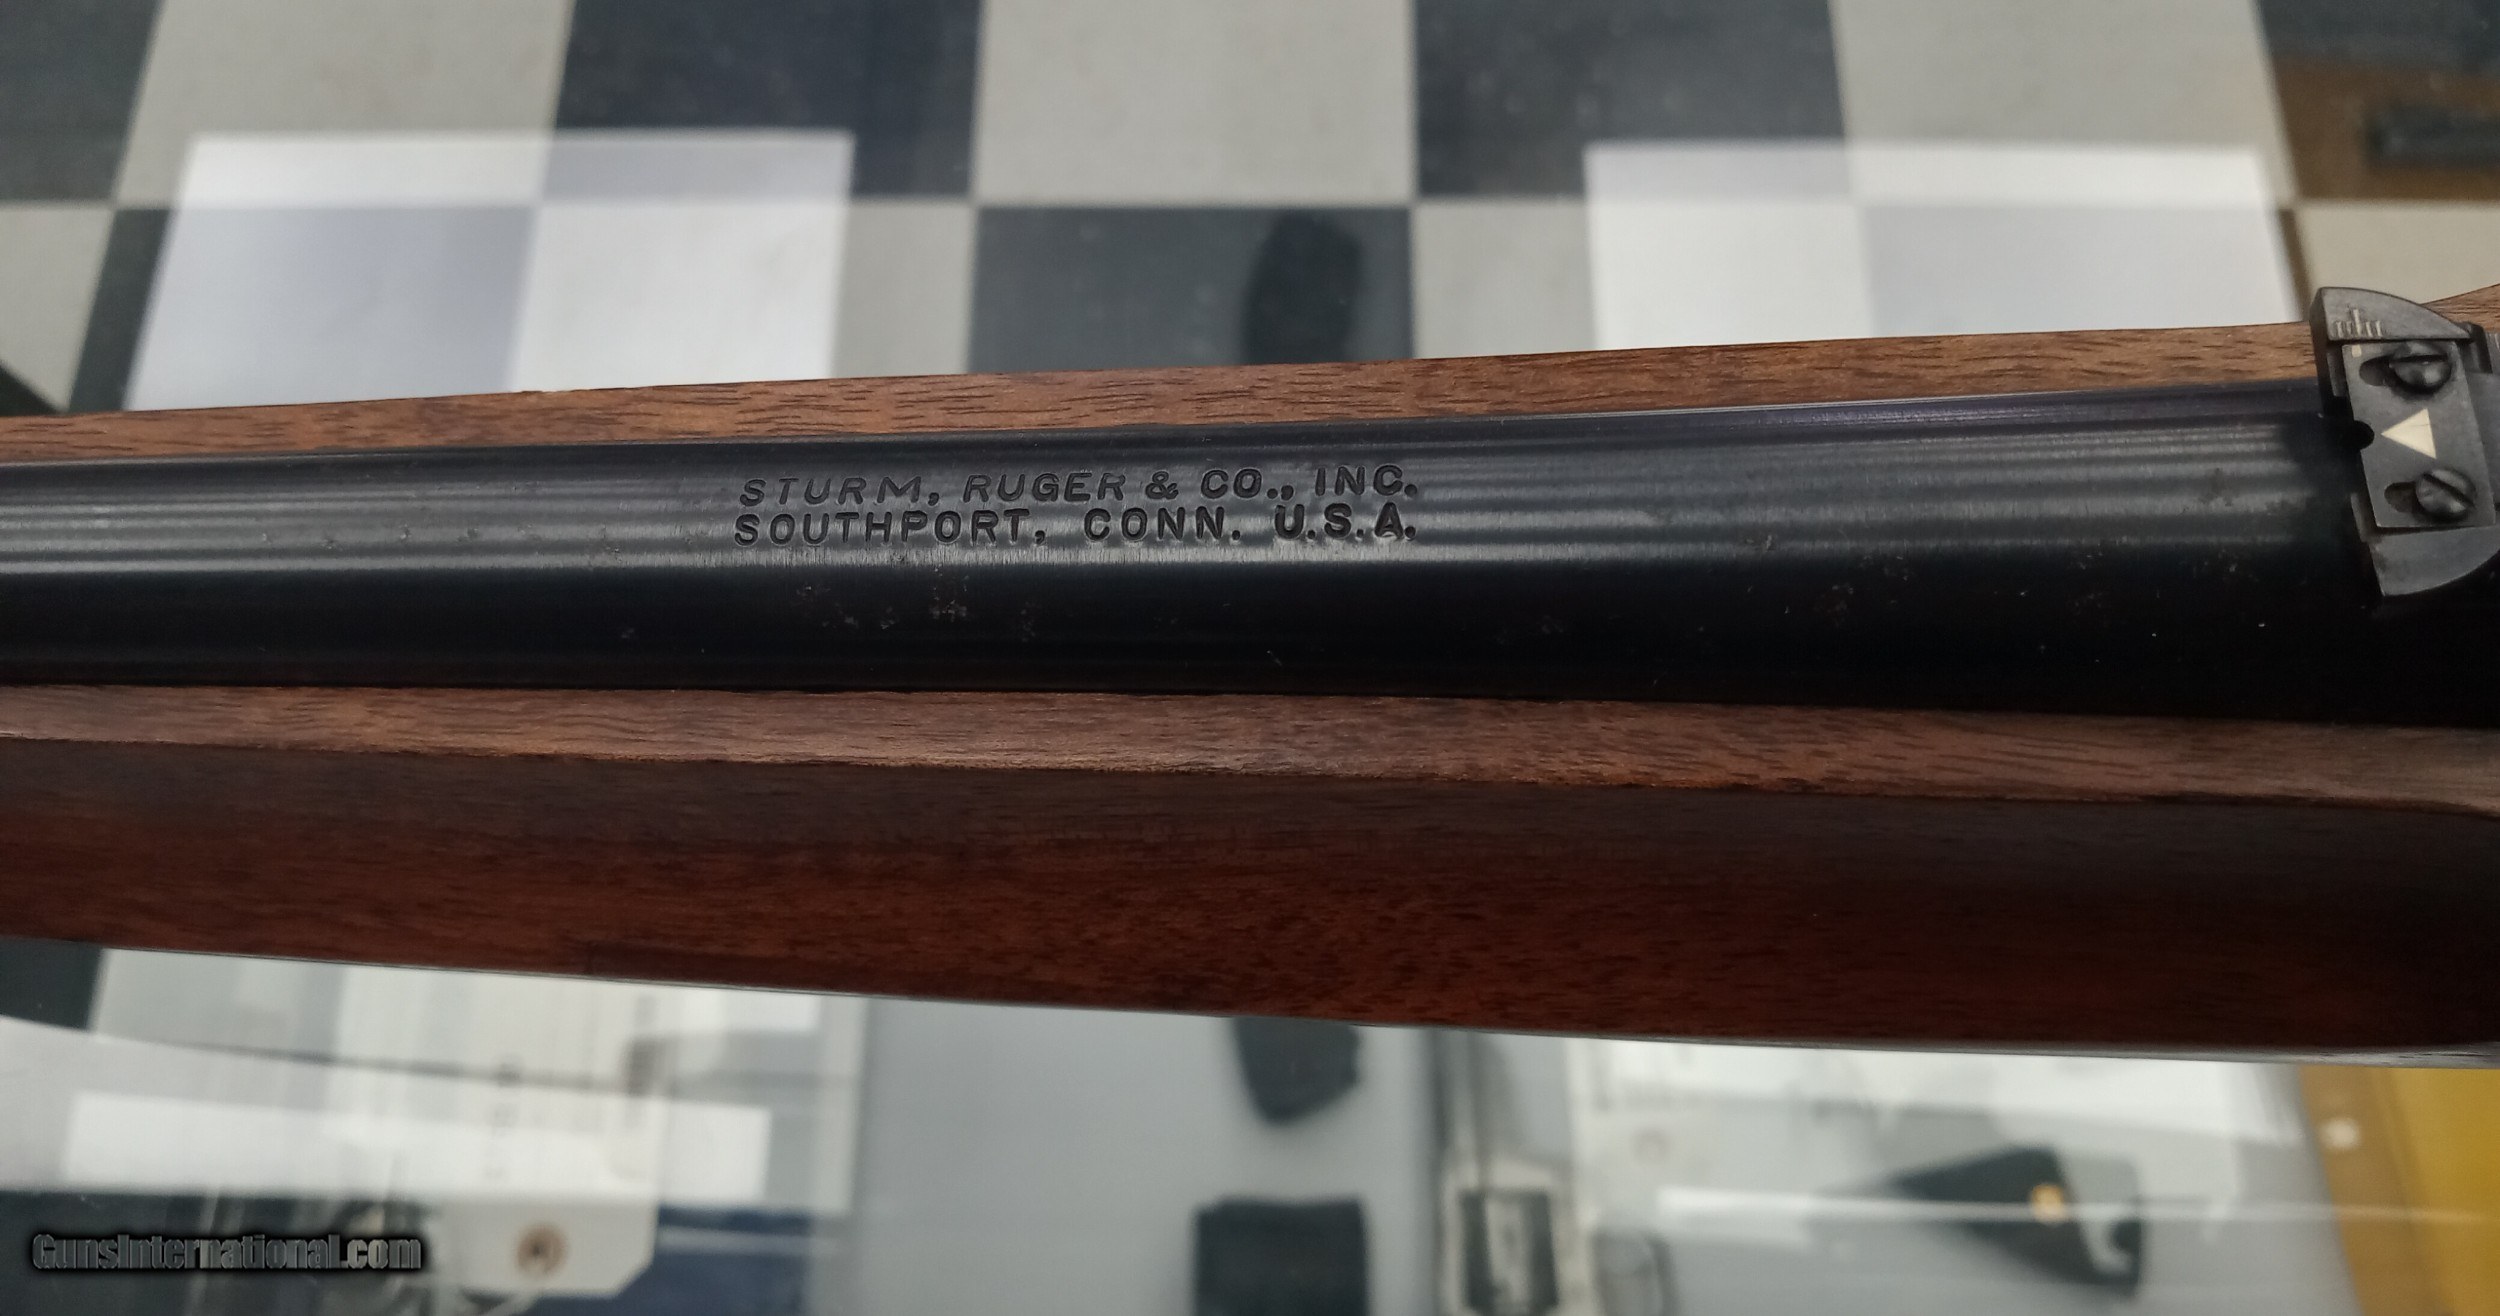 STURM, RUGER & CO., INC.
SOUTHPORT, CONN. U.S.A.
GunsInternational.com